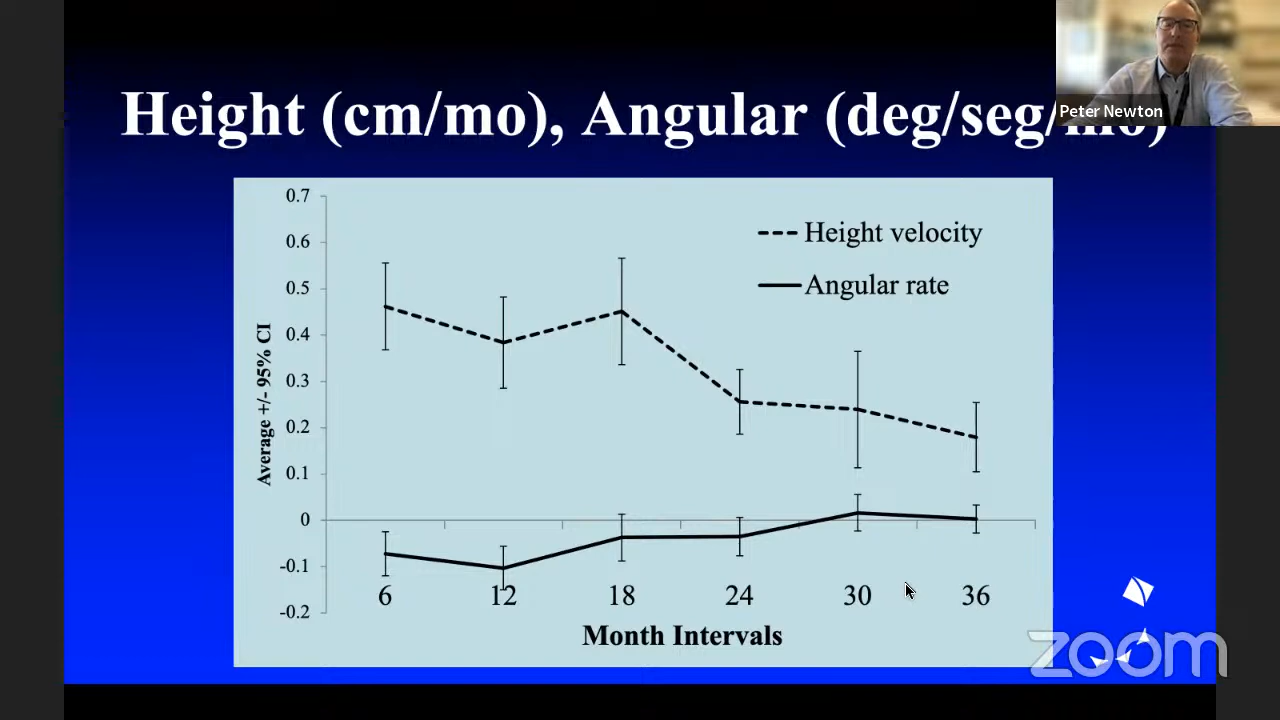 Height (cm/mo), Angular (deg/seg/mo)
Peter Newton
0.7
0.6
0.5
0.4
0.3
0.2
0.1
0
-0.1
-0.2
Average +/- 95% CI
Height velocity
Angular rate
6 12 18 24 30 36
Month Intervals
zoom